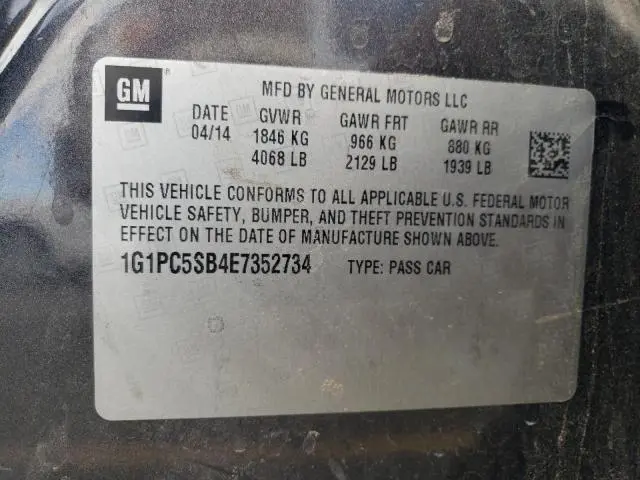 GM
MFD BY GENERAL MOTORS LLC
DATE GVWR GAWR FRT GAWR RR
04/14 1846 KG 966 KG 880 KG
4068 LB 2129 LB 1939 LB
THIS VEHICLE CONFORMS TO ALL APPLICABLE U.S. FEDERAL MOTOR
VEHICLE SAFETY, BUMPER, AND THEFT PREVENTION STANDARDS IN
EFFECT ON THE DATE OF MANUFACTURE SHOWN ABOVE.
1G1PC5SB4E7352734 TYPE: PASS CAR